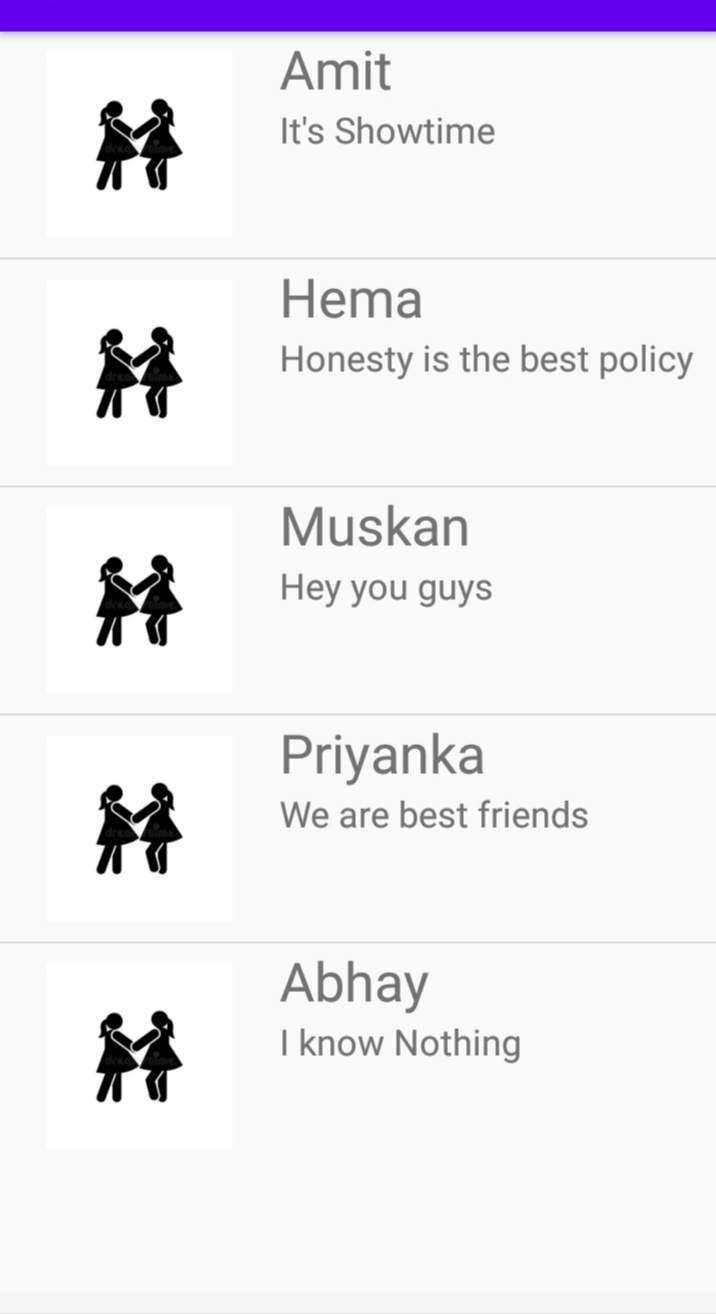 Amit
It's Showtime
Hema
Honesty is the best policy
Muskan
Hey you guys
Priyanka
We are best friends
Abhay
I know Nothing